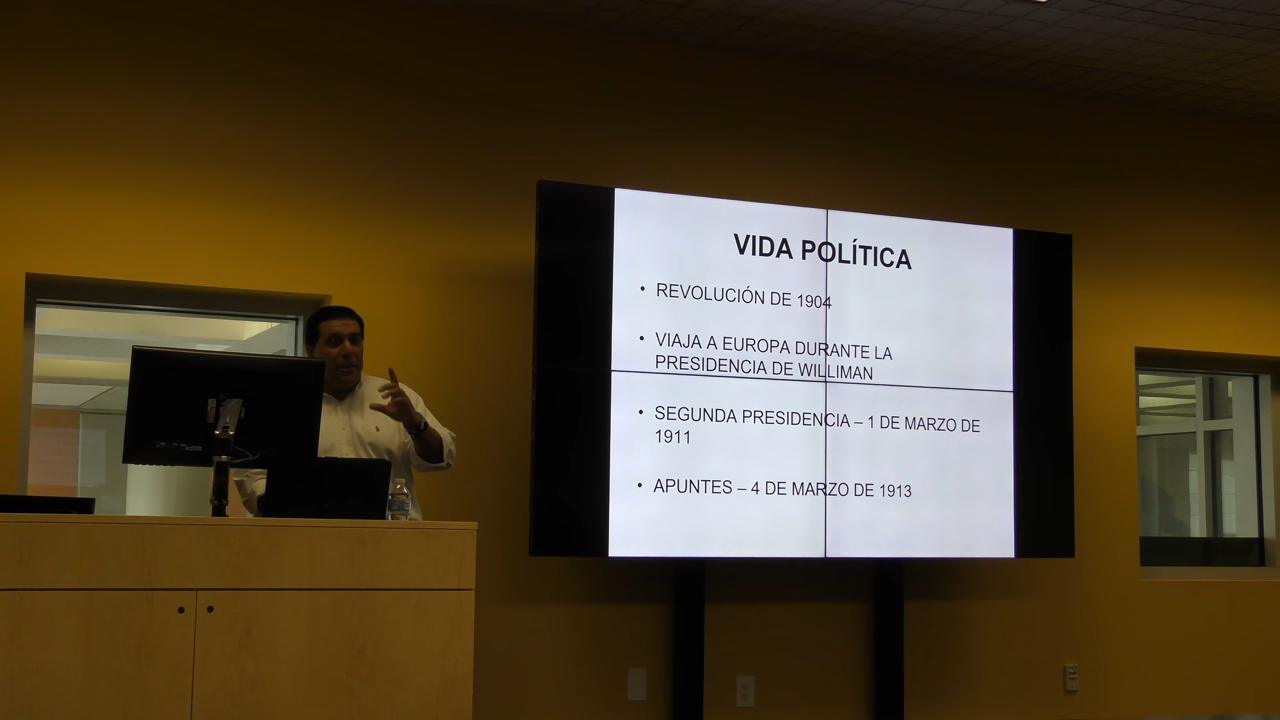 VIDA POLÍTICA
• REVOLUCIÓN DE 1904
• VIAJA A EUROPA DURANTE LA
PRESIDENCIA DE WILLIMAN
• SEGUNDA PRESIDENCIA – 1 DE MARZO DE
1911
• APUNTES – 4 DE MARZO DE 1913